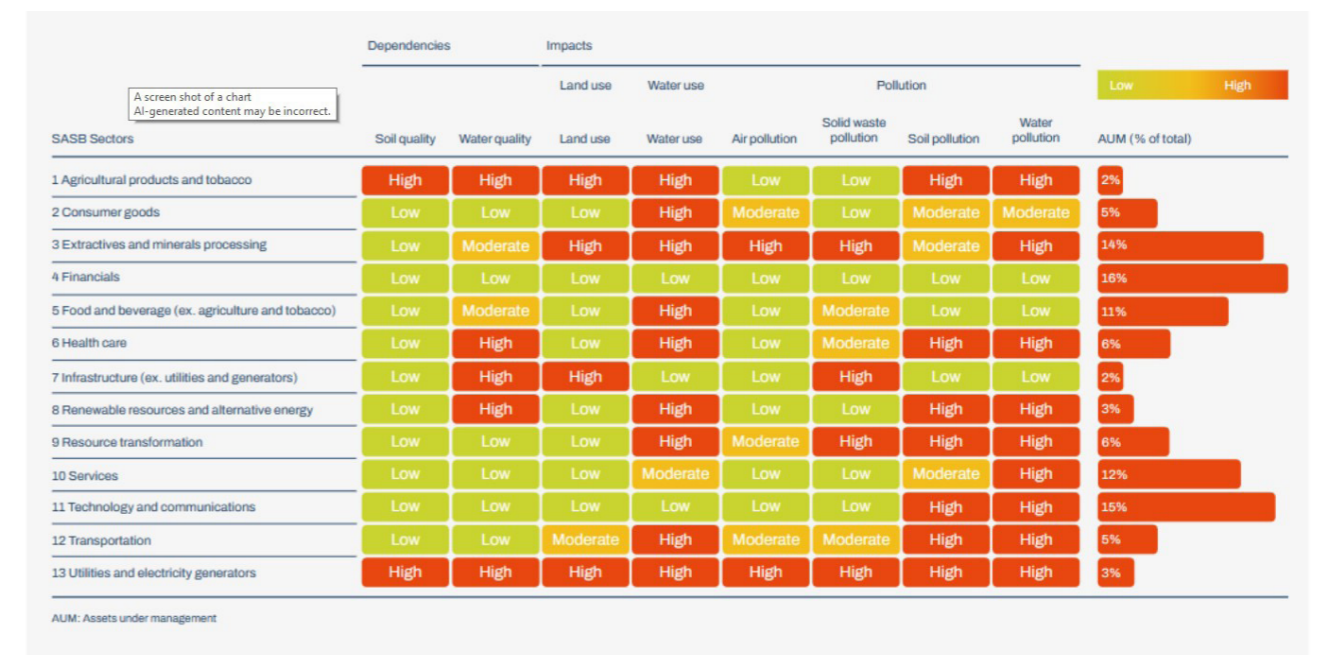 Dependencies Impacts
Land use Water use Pollution Low High
A screen shot of a chart
AI-generated content may be incorrect.
SASB Sectors Soil quality Water quality Land use Water use Air pollution Solid waste pollution Soil pollution Water pollution AUM (% of total)
1 Agricultural products and tobacco High High High High Low Low High High 2%
2 Consumer goods Low Low Low High Moderate Low Moderate Moderate 5%
3 Extractives and minerals processing Low Moderate High High High High Moderate High 14%
4 Financials Low Low Low Low Low Low Low Low 16%
5 Food and beverage (ex. agriculture and tobacco) Low Moderate Low High Low Moderate Low Low 11%
6 Health care Low High Low High Low Moderate High High 6%
7 Infrastructure (ex. utilities and generators) Low High High Low Low High Low Low 2%
8 Renewable resources and alternative energy Low High Low High Low Low High High 3%
9 Resource transformation Low Low Low High Moderate High High High 6%
10 Services Low Low Low Moderate Low Low Moderate High 12%
11 Technology and communications Low Low Low Low Low Low High High 15%
12 Transportation Low Low Moderate High Moderate Moderate High High 5%
13 Utilities and electricity generators High High High High High High High High 3%
AUM: Assets under management